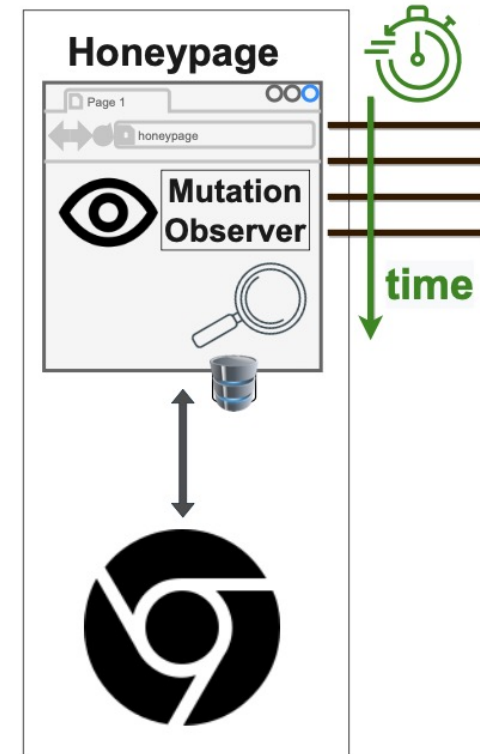 Honeypage
Page 1
honeypage
Mutation
Observer
time